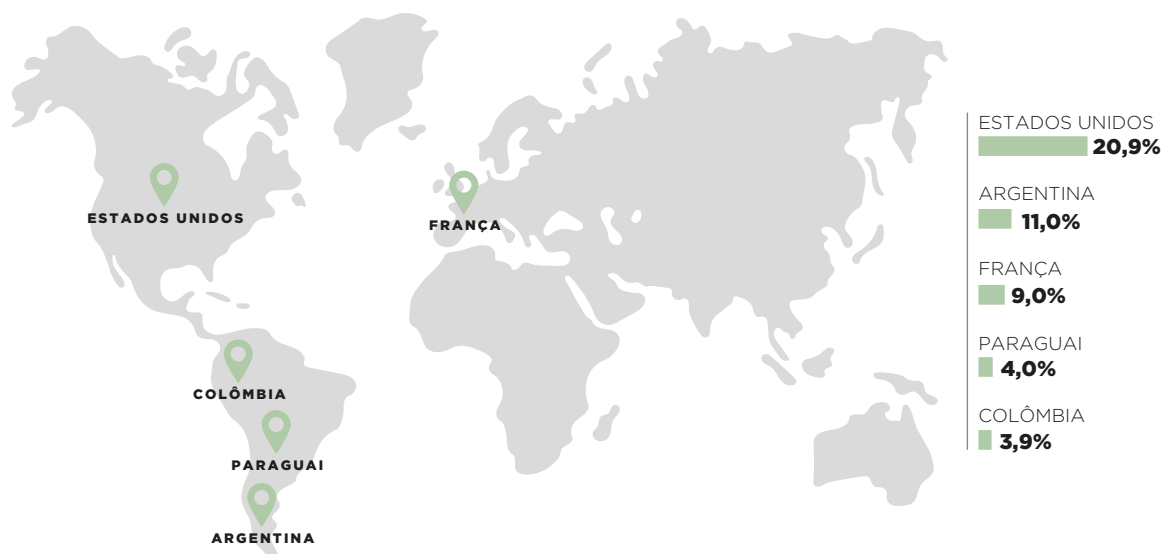 ESTADOS UNIDOS
FRANÇA
COLÔMBIA
PARAGUAI
ARGENTINA
ESTADOS UNIDOS
20,9%
ARGENTINA
11,0%
FRANÇA
9,0%
PARAGUAI
4,0%
COLÔMBIA
3,9%